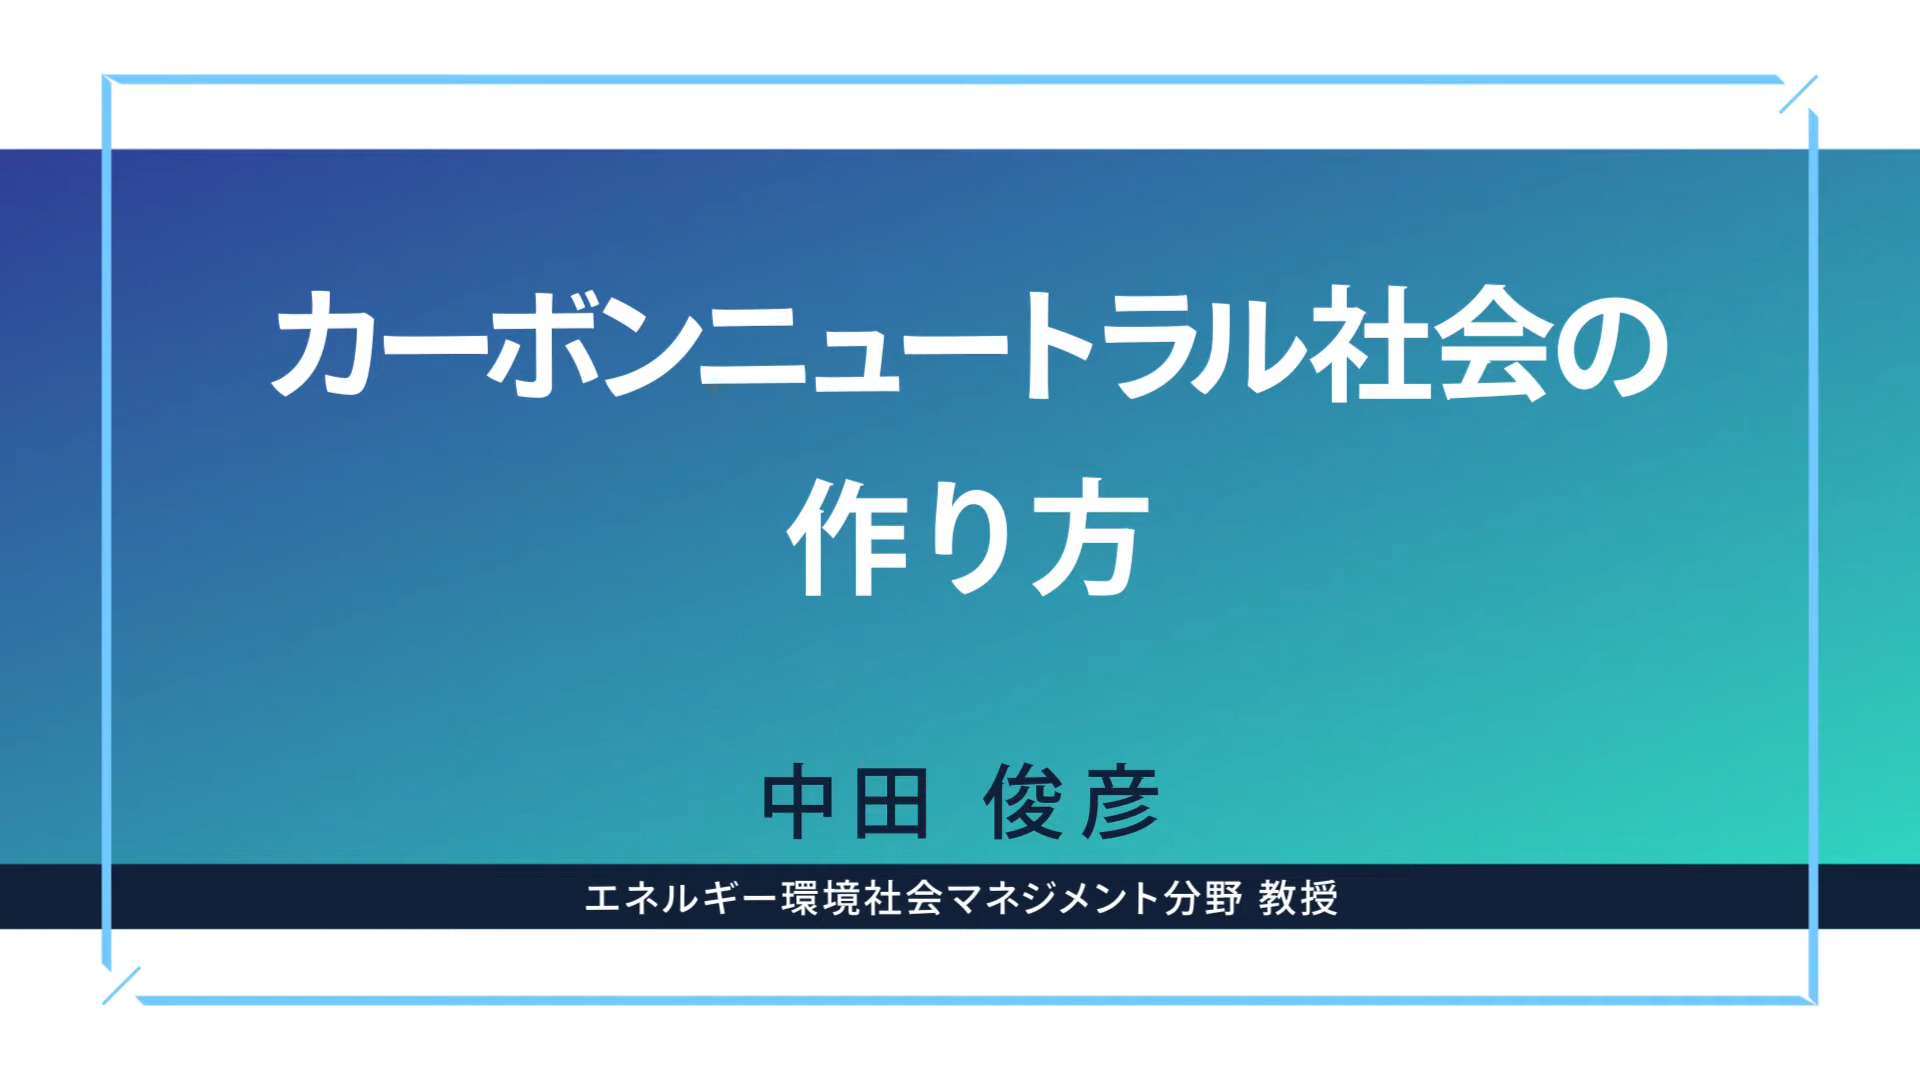 カーボンニュートラル社会の
作り方
中田 俊彦
エネルギー環境社会マネジメント分野 教授